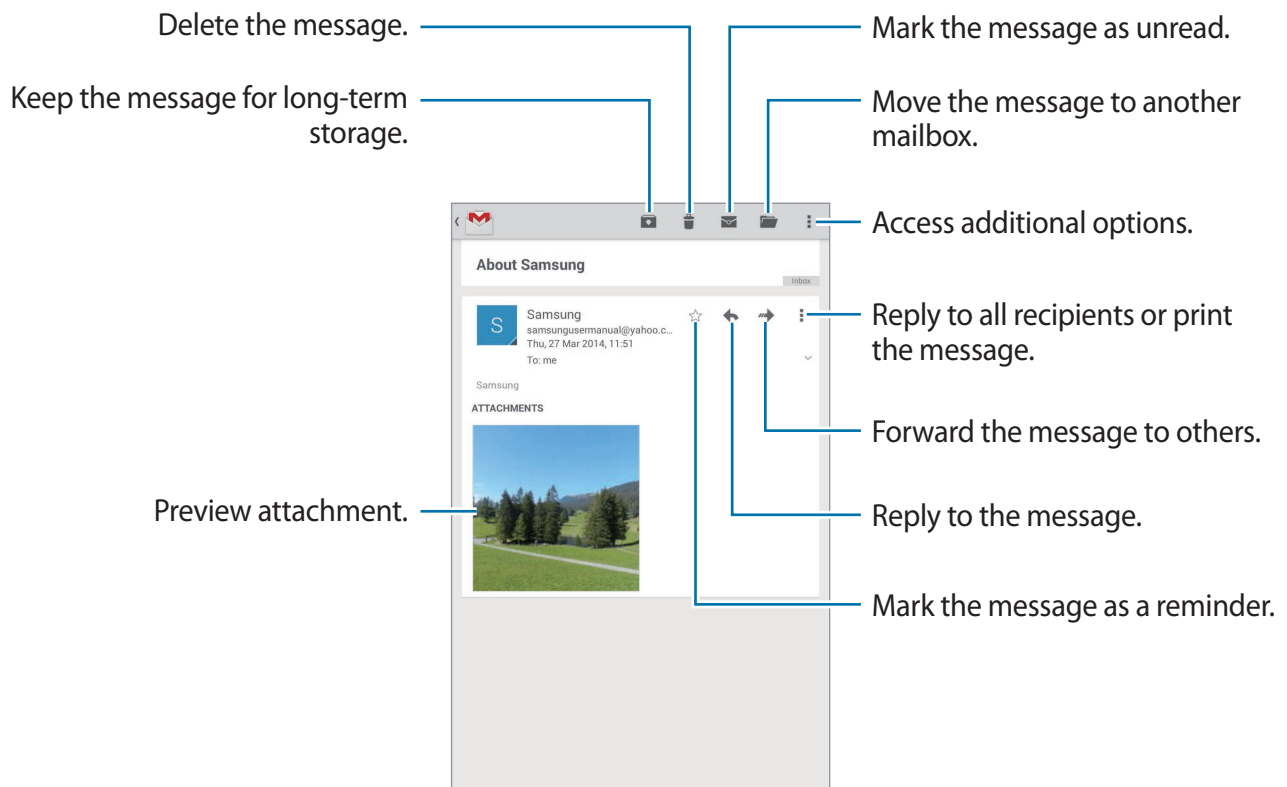 Delete the message.
Mark the message as unread.
Keep the message for long-term
storage.
Move the message to another
mailbox.
Access additional options.
About Samsung
Inbox
S
Samsung
samsungusermanual@yahoo.c...
Thu, 27 Mar 2014, 11:51
To: me
Reply to all recipients or print
the message.
Samsung
ATTACHMENTS
Forward the message to others.
Preview attachment.
Reply to the message.
Mark the message as a reminder.